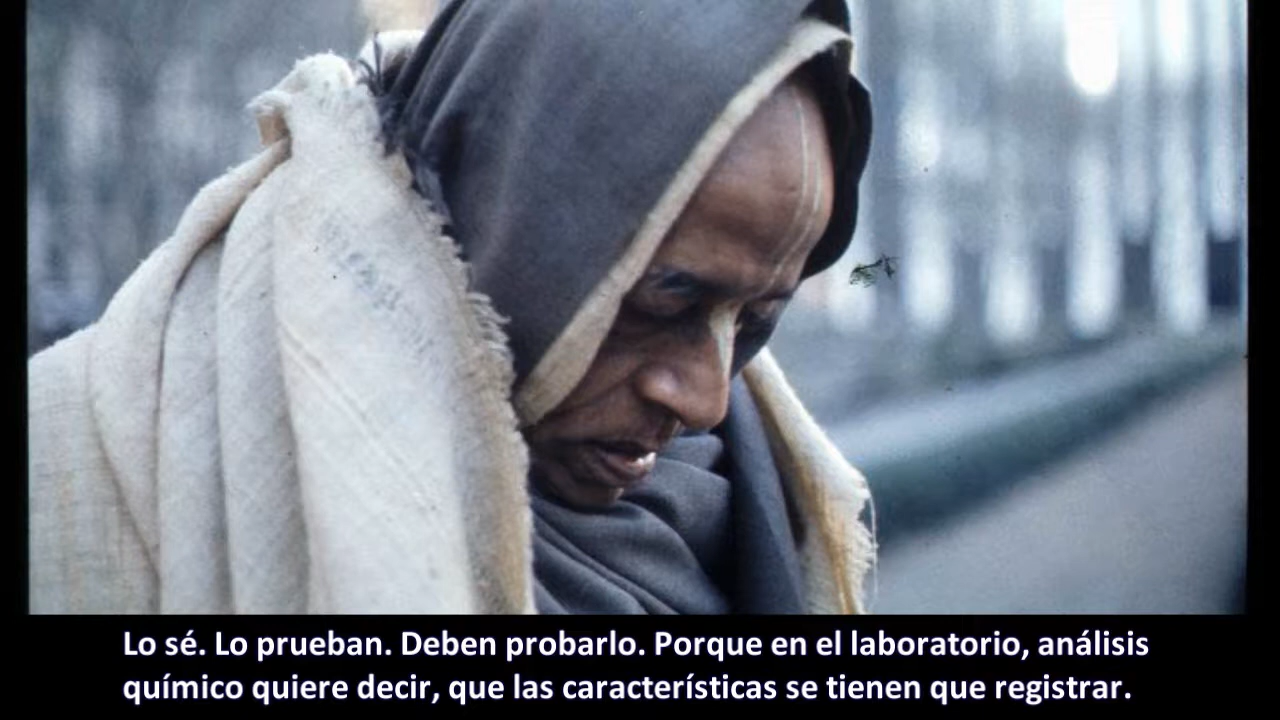 Lo sé. Lo prueban. Deben probarlo. Porque en el laboratorio, análisis
químico quiere decir, que las características se tienen que registrar.